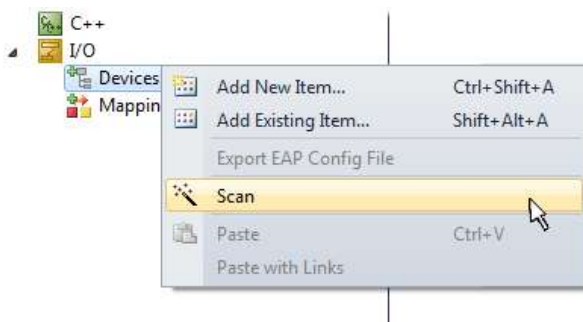 C++
I/O
Devices
Mappin
Add New Item... Ctrl+Shift+A
Add Existing Item... Shift+Alt+A
Export EAP Config File
Scan
Paste Ctrl+V
Paste with Links